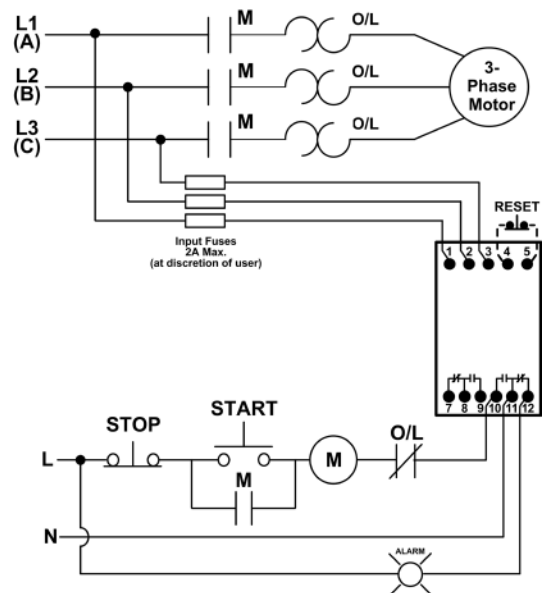 L1
(A)
M
O/L
L2
(B)
M
O/L
L3
(C)
M
O/L
3-
Phase
Motor
Input Fuses
2A Max.
(at discretion of user)
RESET
1 2 3 4 5
7 8 9 10 11 12
STOP
START
O/L
L
M
M
N
ALARM